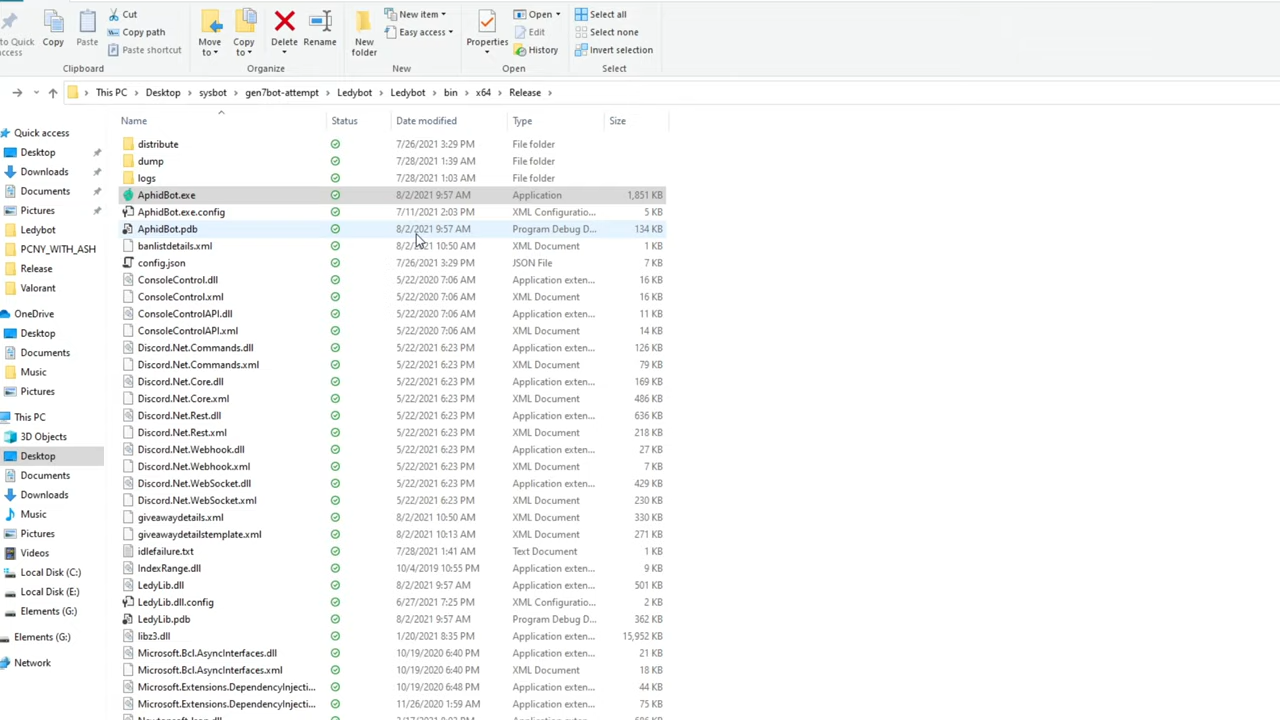 to Quick
access
Copy
Paste
Cut
Copy path
Paste shortcut
Clipboard
Move
to
Copy
to
Delete
Rename
Organize
New
folder
New item
Easy access
New
Properties
Open
Edit
History
Open
Select all
Select none
Invert selection
Select
This PC > Desktop > sysbot > gen7bot-attempt > Ledybot > Ledybot > bin > x64 > Release >
Name Status Date modified Type Size
Quick access
Desktop
Downloads
Documents
Pictures
Ledybot
PCNY_WITH_ASH
Release
Valorant
OneDrive
Desktop
Documents
Music
Pictures
This PC
3D Objects
Desktop
Documents
Downloads
Music
Pictures
Videos
Local Disk (C:)
Local Disk (E:)
Elements (G:)
Elements (G:)
Network
distribute 7/26/2021 3:29 PM File folder
dump 7/28/2021 1:39 AM File folder
logs 7/28/2021 1:03 AM File folder
AphidBot.exe 8/2/2021 9:57 AM Application 1,851 KB
AphidBot.exe.config 7/11/2021 2:03 PM XML Configuratio... 5 KB
AphidBot.pdb 8/2/2021 9:57 AM Program Debug D... 134 KB
banlistdetails.xml 8/2/2021 10:50 AM XML Document 1 KB
config.json 7/26/2021 3:29 PM JSON File 7 KB
ConsoleControl.dll 5/22/2020 7:06 AM Application exten... 16 KB
ConsoleControl.xml 5/22/2020 7:06 AM XML Document 16 KB
ConsoleControlAPI.dll 5/22/2020 7:06 AM Application exten... 11 KB
ConsoleControlAPI.xml 5/22/2020 7:06 AM XML Document 14 KB
Discord.Net.Commands.dll 5/22/2021 6:23 PM Application exten... 126 KB
Discord.Net.Commands.xml 5/22/2021 6:23 PM XML Document 79 KB
Discord.Net.Core.dll 5/22/2021 6:23 PM Application exten... 169 KB
Discord.Net.Core.xml 5/22/2021 6:23 PM XML Document 486 KB
Discord.Net.Rest.dll 5/22/2021 6:23 PM Application exten... 636 KB
Discord.Net.Rest.xml 5/22/2021 6:23 PM XML Document 218 KB
Discord.Net.Webhook.dll 5/22/2021 6:23 PM Application exten... 27 KB
Discord.Net.Webhook.xml 5/22/2021 6:23 PM XML Document 7 KB
Discord.Net.WebSocket.dll 5/22/2021 6:23 PM Application exten... 429 KB
Discord.Net.WebSocket.xml 5/22/2021 6:23 PM XML Document 230 KB
giveawaydetails.xml 8/2/2021 10:50 AM XML Document 330 KB
giveawaydetailstemplate.xml 8/2/2021 10:13 AM XML Document 271 KB
idlefailure.txt 7/28/2021 1:41 AM Text Document 1 KB
IndexRange.dll 10/4/2019 10:55 PM Application exten... 9 KB
LedyLib.dll 8/2/2021 9:57 AM Application exten... 501 KB
LedyLib.dll.config 6/27/2021 7:25 PM XML Configuratio... 2 KB
LedyLib.pdb 8/2/2021 9:57 AM Program Debug D... 362 KB
libz3.dll 1/20/2021 8:35 PM Application exten... 15,952 KB
Microsoft.Bcl.AsyncInterfaces.dll 10/19/2020 6:40 PM Application exten... 21 KB
Microsoft.Bcl.AsyncInterfaces.xml 10/19/2020 6:40 PM XML Document 18 KB
Microsoft.Extensions.DependencyInjecti... 10/19/2020 6:48 PM Application exten... 44 KB
Microsoft.Extensions.DependencyInjecti... 11/26/2020 1:59 AM Application exten... 75 KB